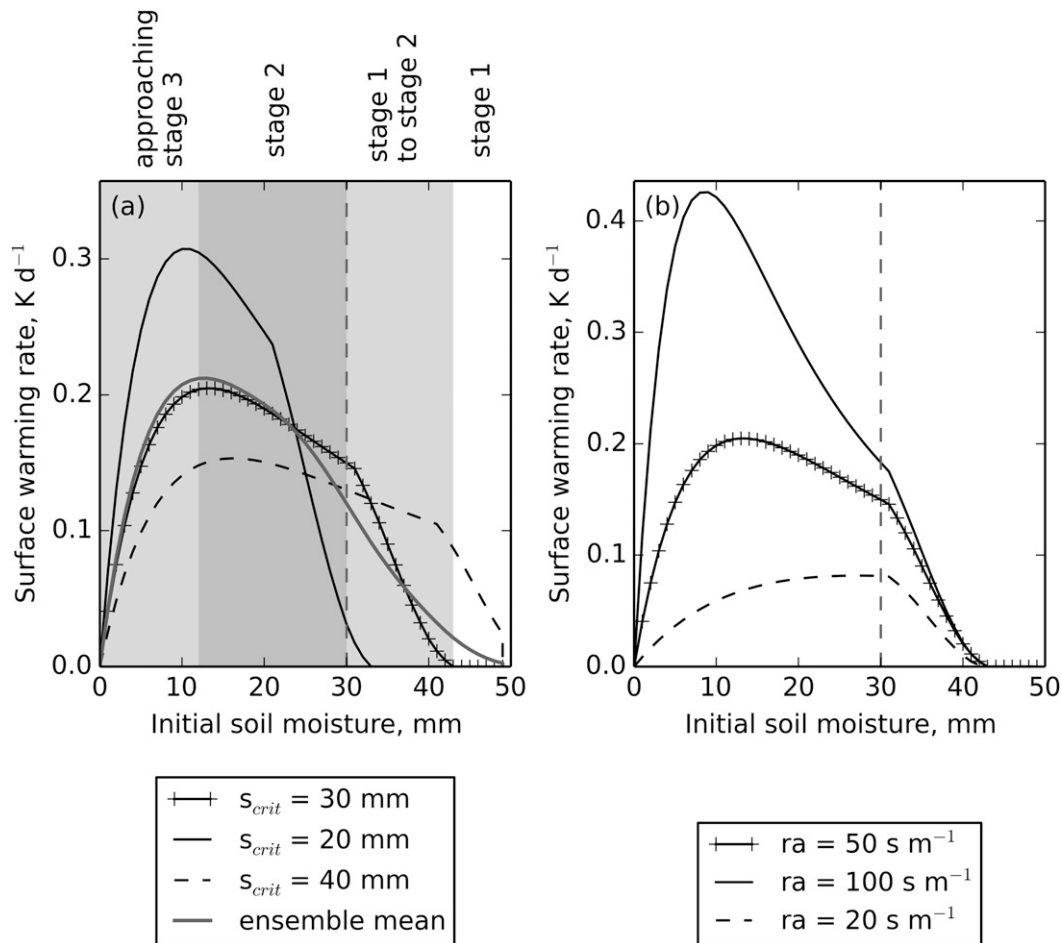 approaching
stage 3
stage 2
stage 1
to stage 2
stage 1
(a)
Surface warming rate, K d⁻¹
0.3
0.2
0.1
0.0
0 10 20 30 40 50
Initial soil moisture, mm
s_crit = 30 mm
s_crit = 20 mm
s_crit = 40 mm
ensemble mean
(b)
Surface warming rate, K d⁻¹
0.4
0.3
0.2
0.1
0.0
0 10 20 30 40 50
Initial soil moisture, mm
ra = 50 s m⁻¹
ra = 100 s m⁻¹
ra = 20 s m⁻¹